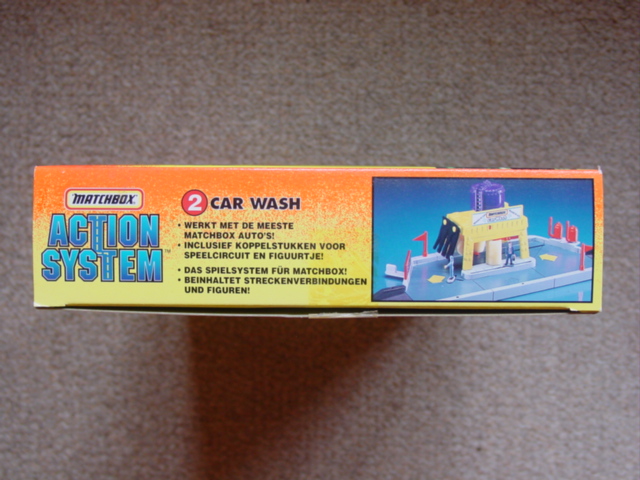 MATCHBOX
ACTION
SYSTEM™
2 CAR WASH
• WERKT MET DE MEESTE
MATCHBOX AUTO'S!
• INCLUSIEF KOPPELSTUKKEN VOOR
SPEELCIRCUIT EN FIGUURTJE!
• DAS SPIELSYSTEM FÜR MATCHBOX!
• BEINHALTET STRECKENVERBINDUNGEN
UND FIGUREN!